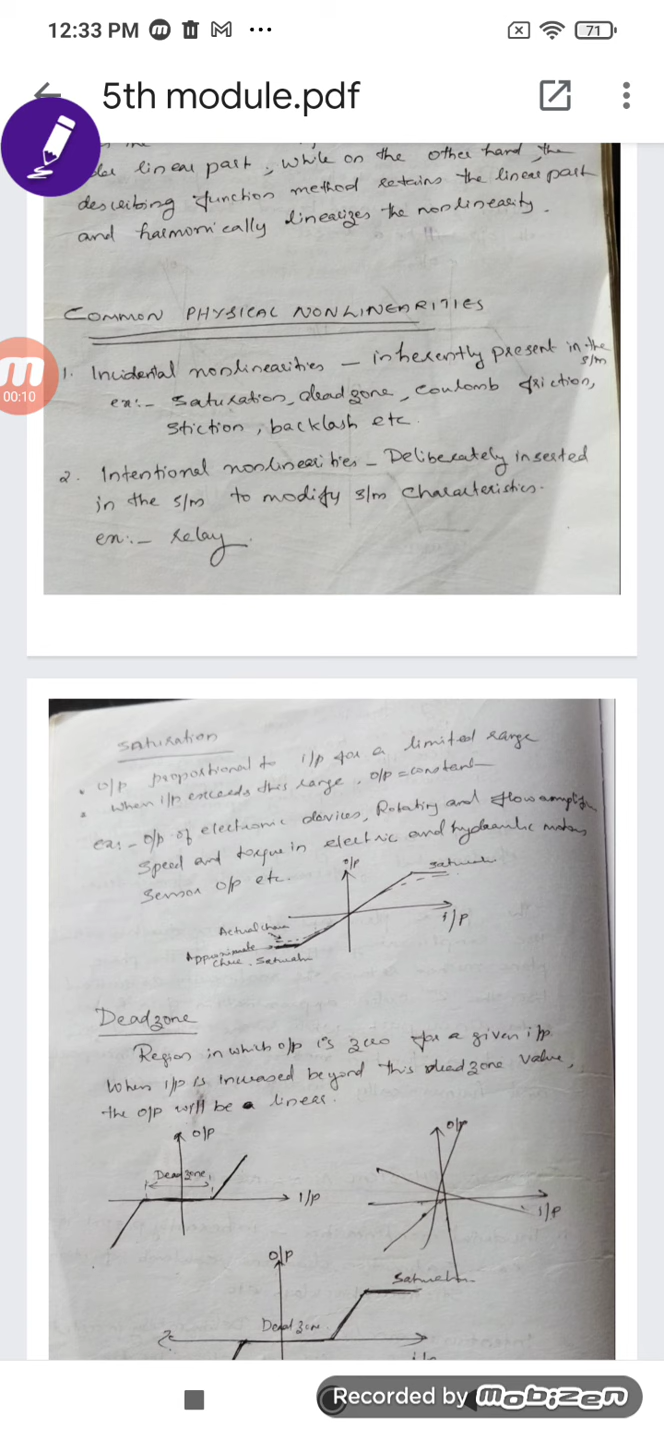 12:33 PM
71
5th module.pdf
linear part, while on the other hand, the
describing function method retains the linear part
and harmonically linearizes the nonlinearity.
COMMON PHYSICAL NONLINEARITIES
1. Incidental nonlinearities – inherently present in the s/m
ex:- Saturation, dead zone, Coulomb friction,
Stiction, backlash etc.
00:10
2. Intentional nonlinearities – Deliberately inserted
in the s/m to modify s/m characteristics.
ex:- Relay
Saturation
• o/p proportional to i/p for a limited range
• When i/p exceeds this range, o/p = constant
ex:- o/p of electronic devices, Rotating and flow
Speed and torque in electric and hydraulic motors
Sensor o/p etc.
o/p
i/p
Actual
Approximate
Deadzone
Region in which o/p is zero for a given i/p
When i/p is increased beyond this dead zone value,
the o/p will be a linear.
o/p
Dead zone
i/p
o/p
i/p
o/p
Dead
Recorded by mobizen